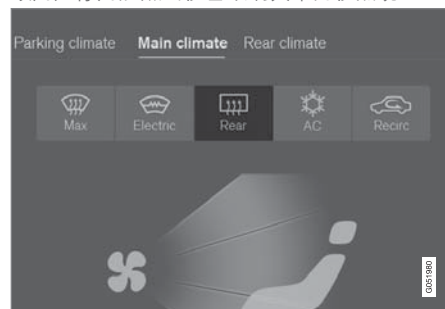 Parking climate Main climate Rear climate
Max Electric Rear AC Recirc
G051980